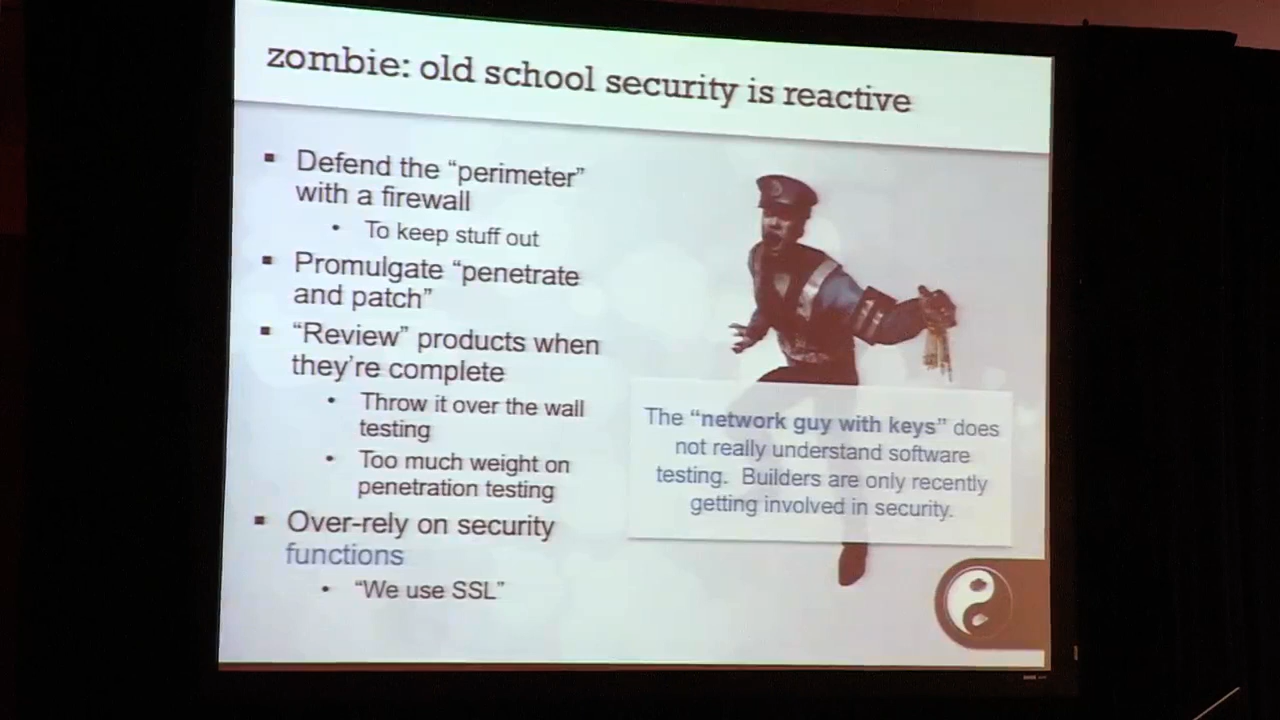 zombie: old school security is reactive
▪ Defend the “perimeter”
with a firewall
• To keep stuff out
▪ Promulgate “penetrate
and patch”
▪ “Review” products when
they’re complete
• Throw it over the wall
testing
• Too much weight on
penetration testing
▪ Over-rely on security
functions
• “We use SSL”
The “network guy with keys” does
not really understand software
testing. Builders are only recently
getting involved in security.